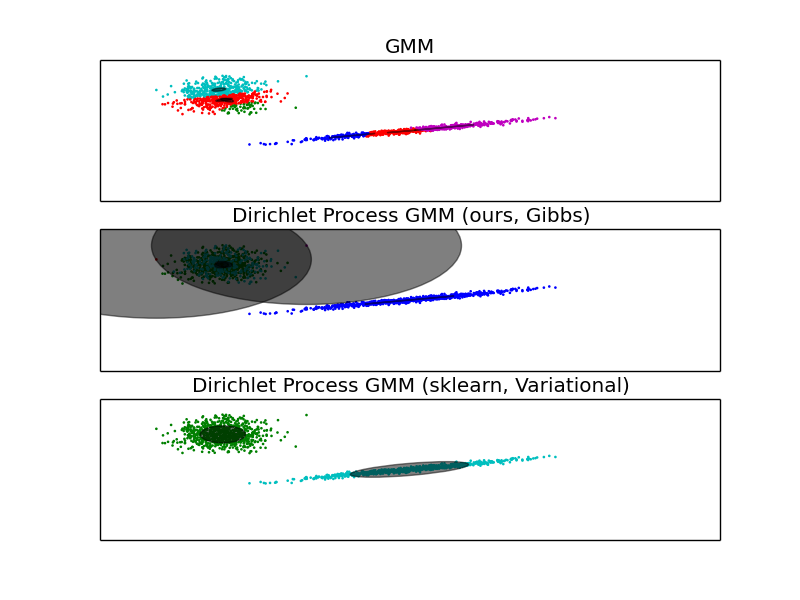 GMM
Dirichlet Process GMM (ours, Gibbs)
Dirichlet Process GMM (sklearn, Variational)